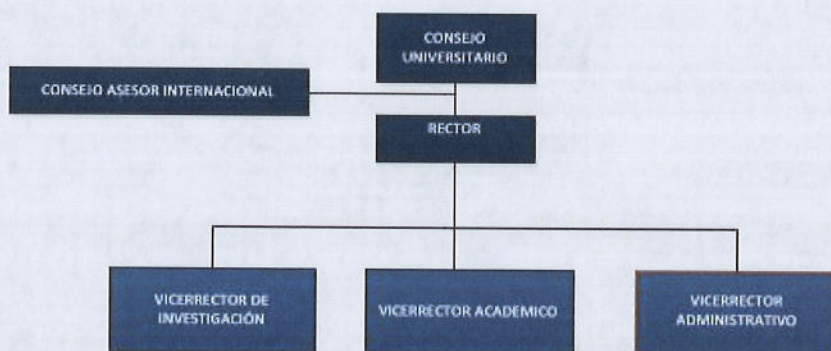 CONSEJO
UNIVERSITARIO
CONSEJO ASESOR INTERNACIONAL
RECTOR
VICERRECTOR DE
INVESTIGACIÓN
VICERRECTOR ACADEMICO
VICERRECTOR
ADMINISTRATIVO